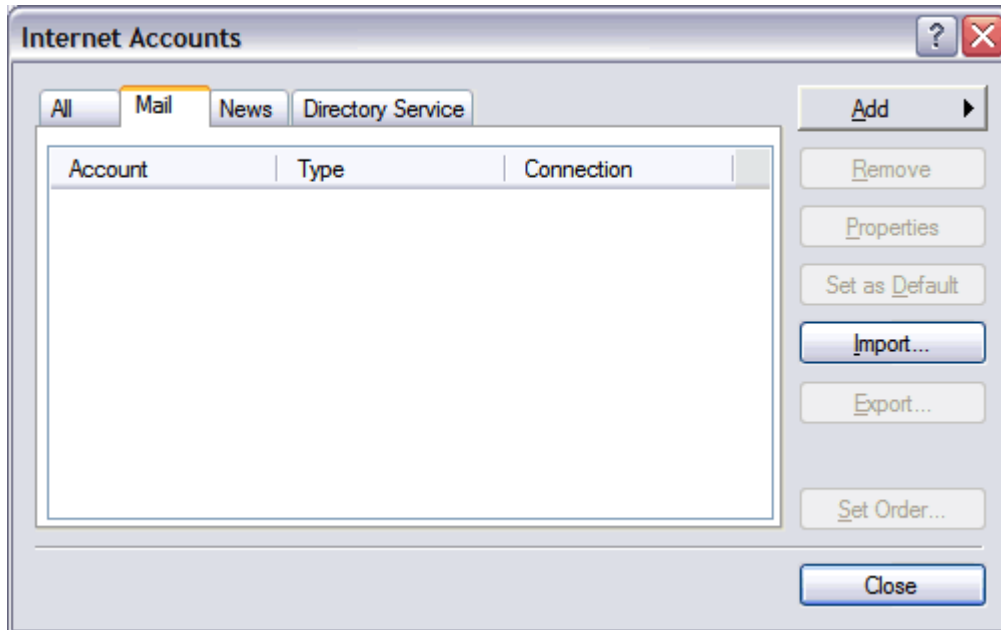 Internet Accounts
All Mail News Directory Service
Account Type Connection
Add
Remove
Properties
Set as Default
Import...
Export...
Set Order...
Close